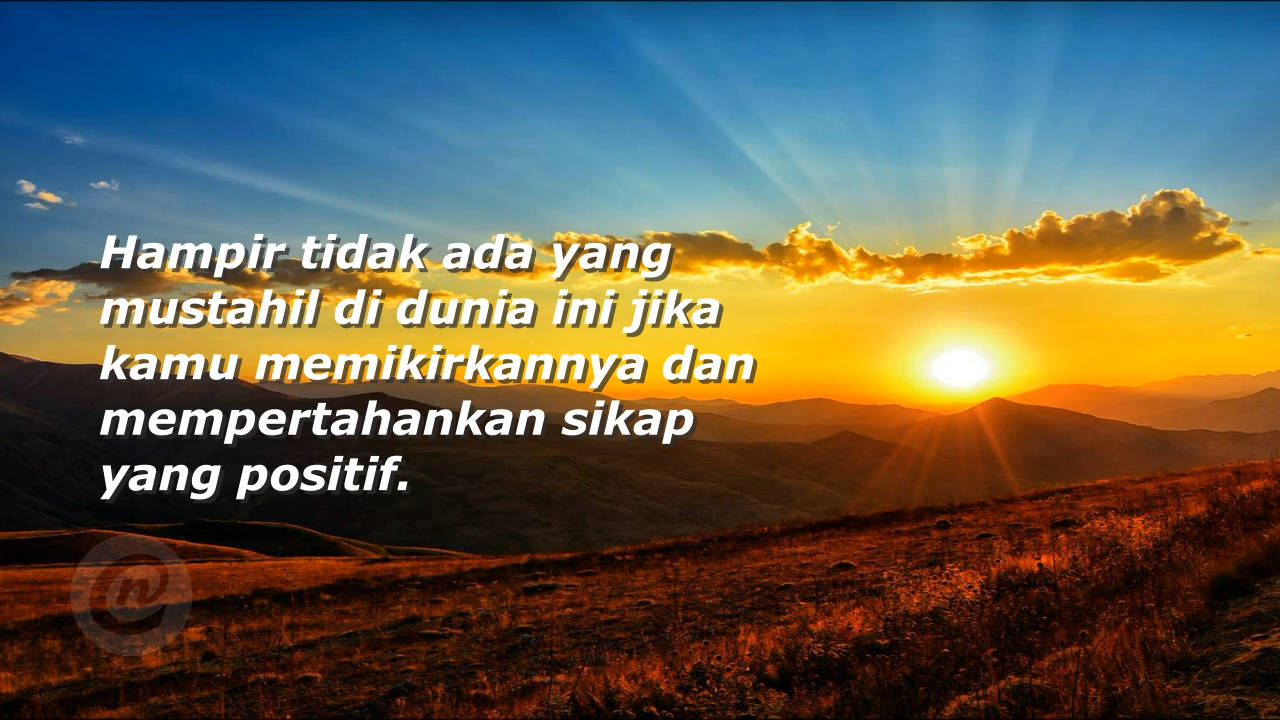 Hampir tidak ada yang
mustahil di dunia ini jika
kamu memikirkannya dan
mempertahankan sikap
yang positif.